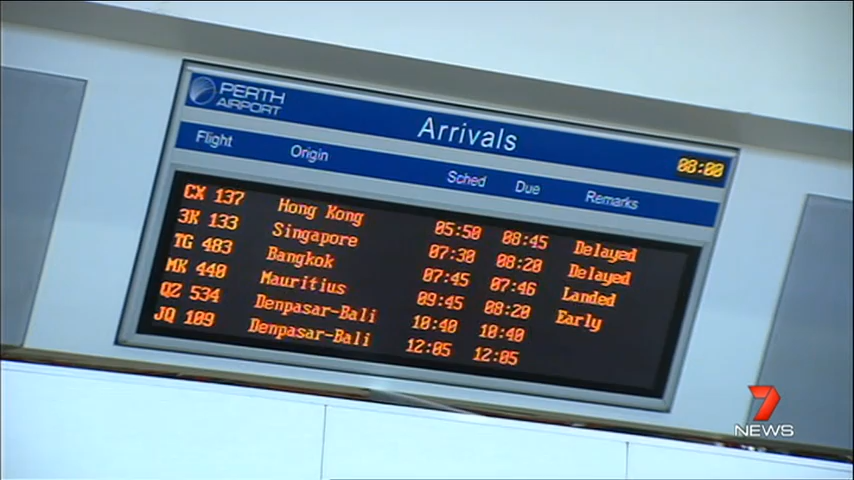 PERTH
AIRPORT
Arrivals
08:00
Flight Origin Sched Due Remarks
CX 137 Hong Kong 05:50 08:45 Delayed
3K 133 Singapore 07:30 08:20 Delayed
TG 483 Bangkok 07:45 07:46 Landed
MK 440 Mauritius 09:45 08:20 Early
QZ 534 Denpasar-Bali 10:40 10:40
JQ 109 Denpasar-Bali 12:05 12:05
7
NEWS